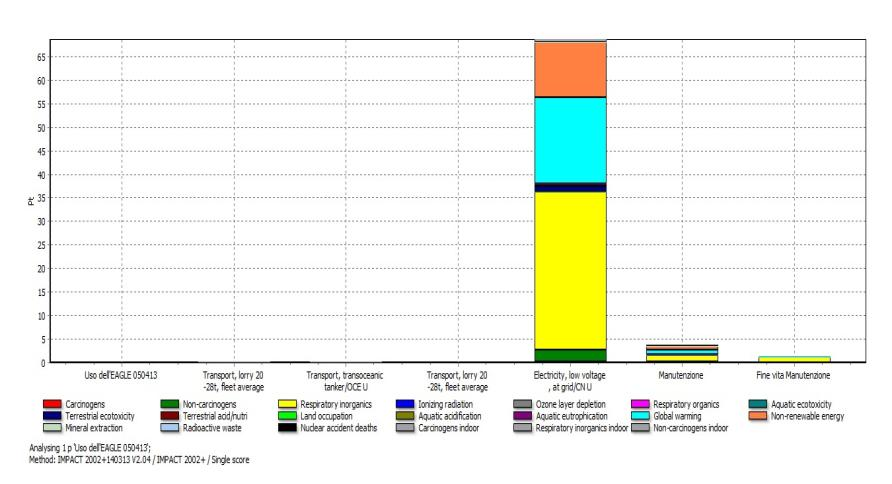 65
60
55
50
45
40
Pt
35
30
25
20
15
10
5
0
Uso dell'EAGLE 050413
Transport, lorry 20
-28t, fleet average
Transport, transoceanic
tanker/OCE U
Transport, lorry 20
-28t, fleet average
Electricity, low voltage
, at grid/CN U
Manutenzione
Fine vita Manutenzione
Carcinogens Non-carcinogens Respiratory inorganics Ionizing radiation Ozone layer depletion Respiratory organics Aquatic ecotoxicity
Terrestrial ecotoxicity Terrestrial acid/nutri Land occupation Aquatic acidification Aquatic eutrophication Global warming Non-renewable energy
Mineral extraction Radioactive waste Nuclear accident deaths Carcinogens indoor Respiratory inorganics indoor Non-carcinogens indoor
Analysing 1 p 'Uso dell'EAGLE 050413';
Method: IMPACT 2002+140313 V2.04 / IMPACT 2002+ / Single score